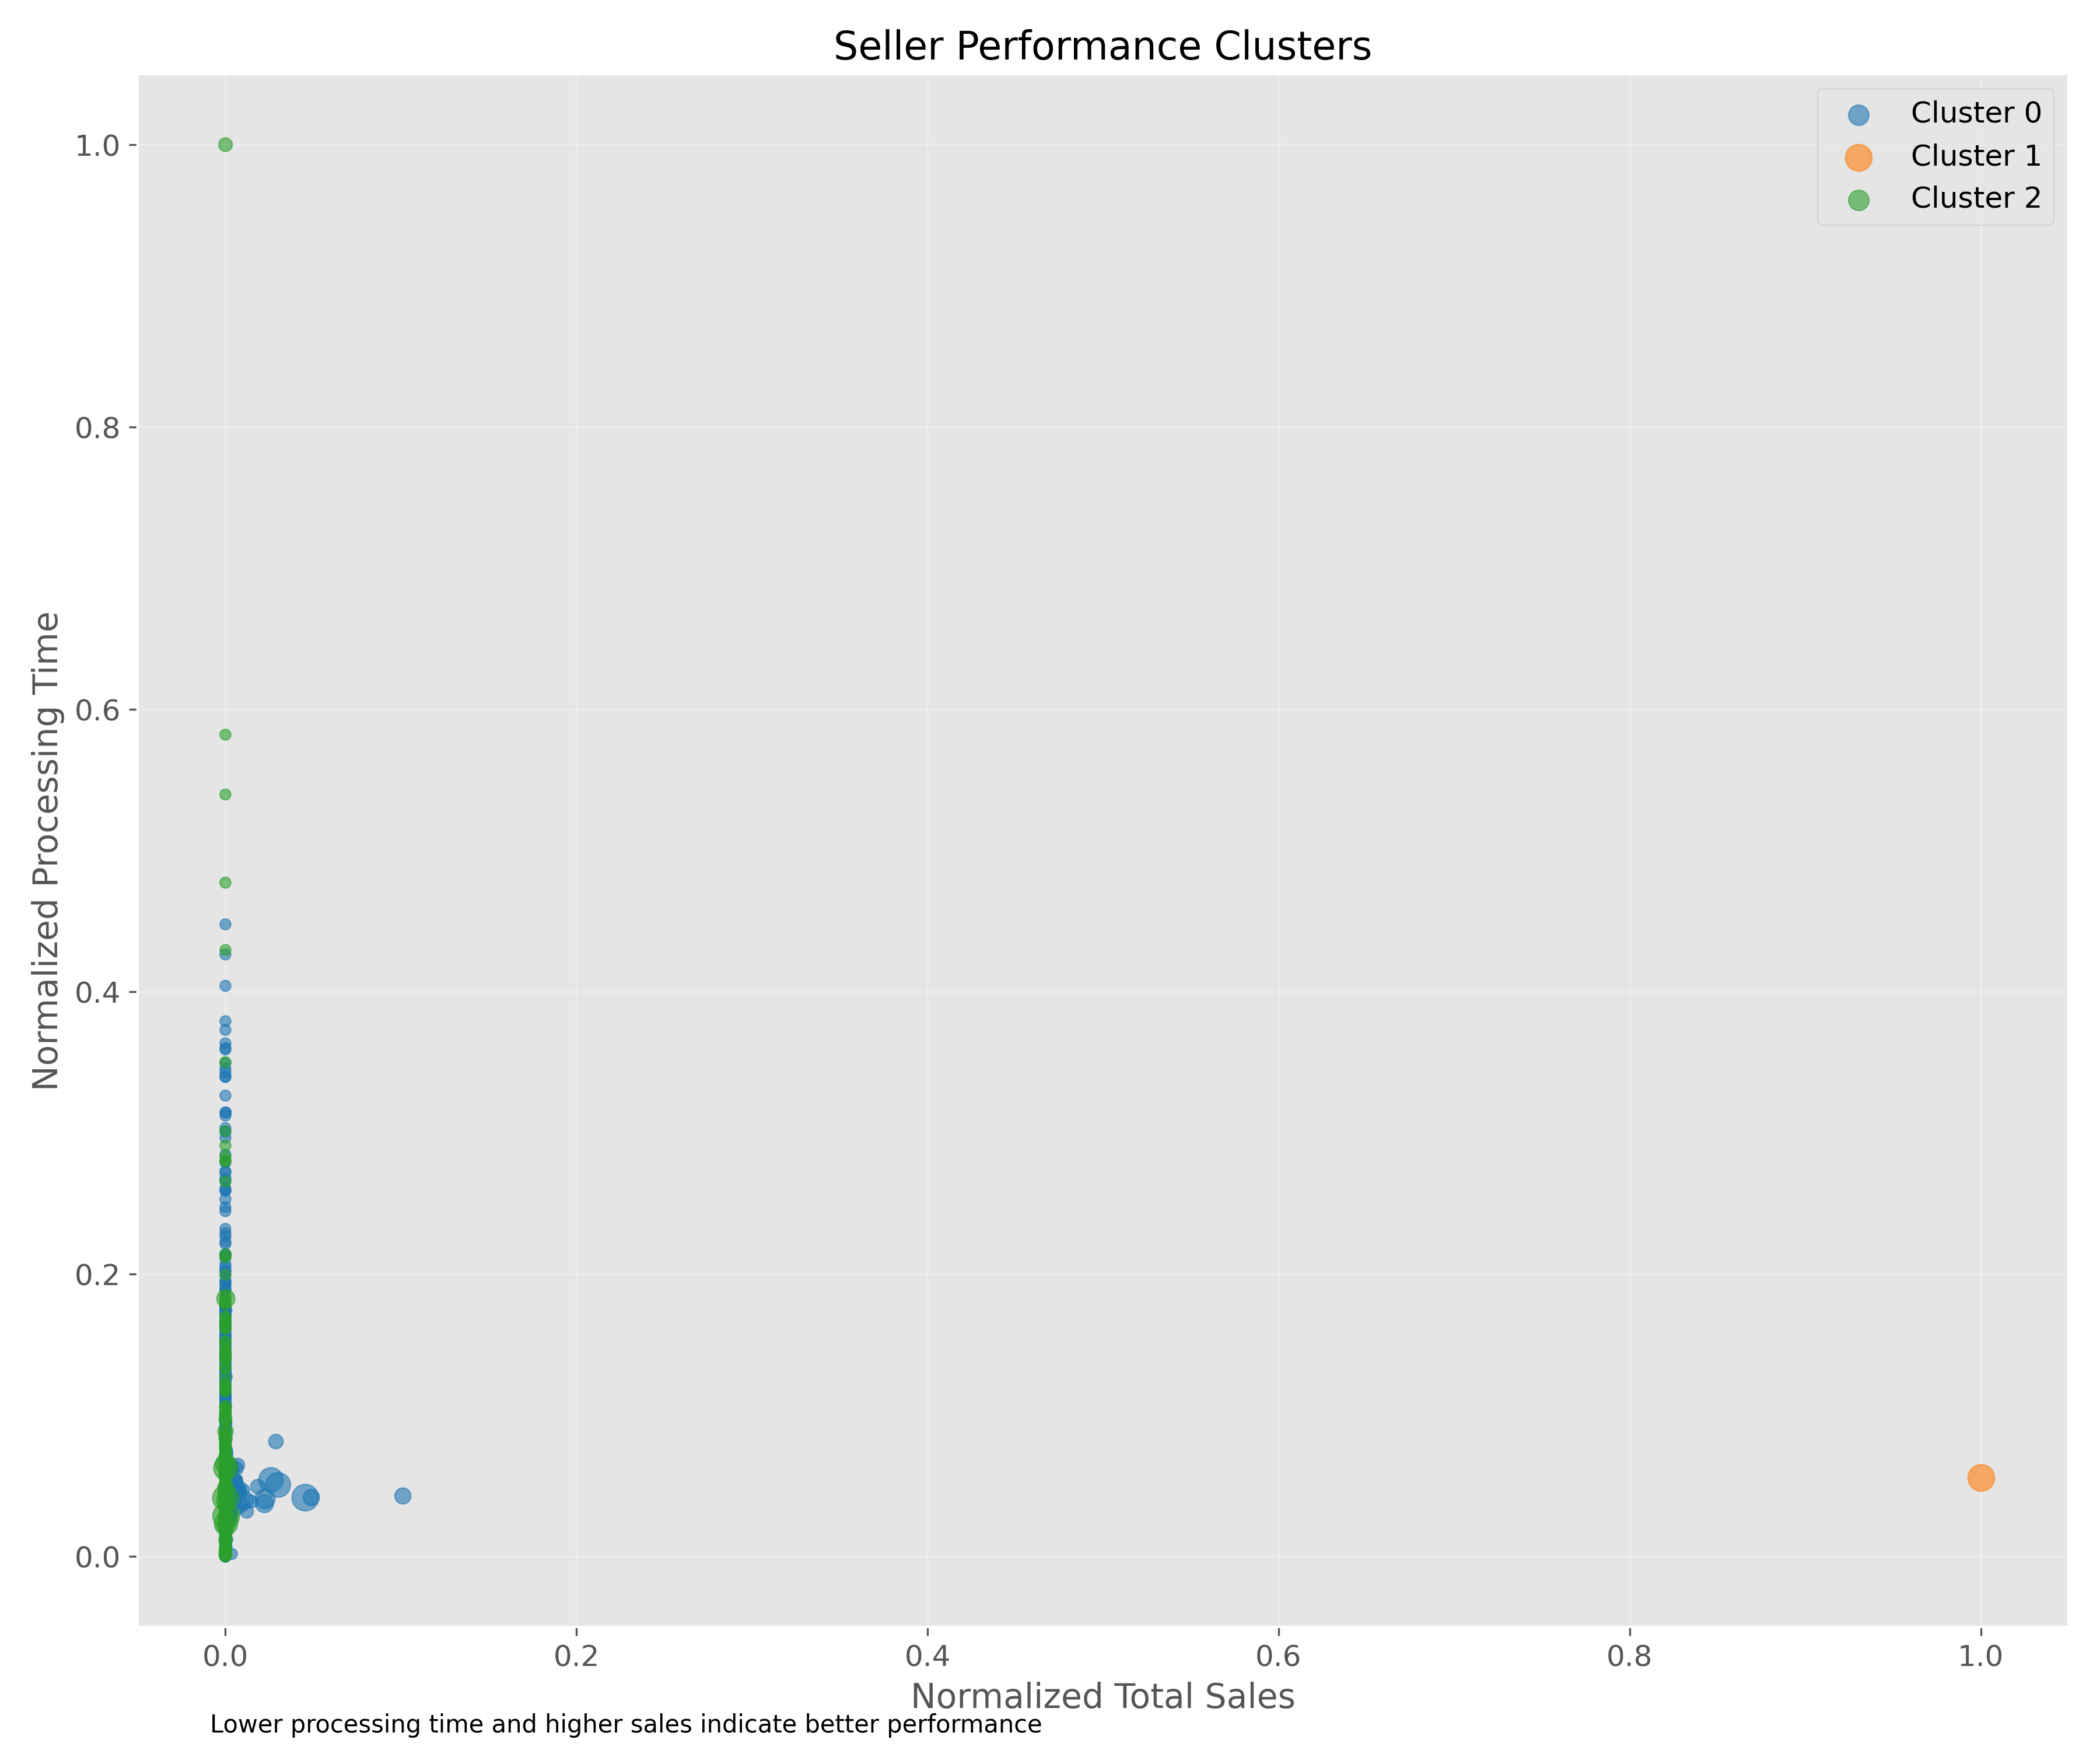 Seller Performance Clusters
Cluster 0
Cluster 1
Cluster 2
Normalized Processing Time
1.0
0.8
0.6
0.4
0.2
0.0
0.0 0.2 0.4 0.6 0.8 1.0
Normalized Total Sales
Lower processing time and higher sales indicate better performance